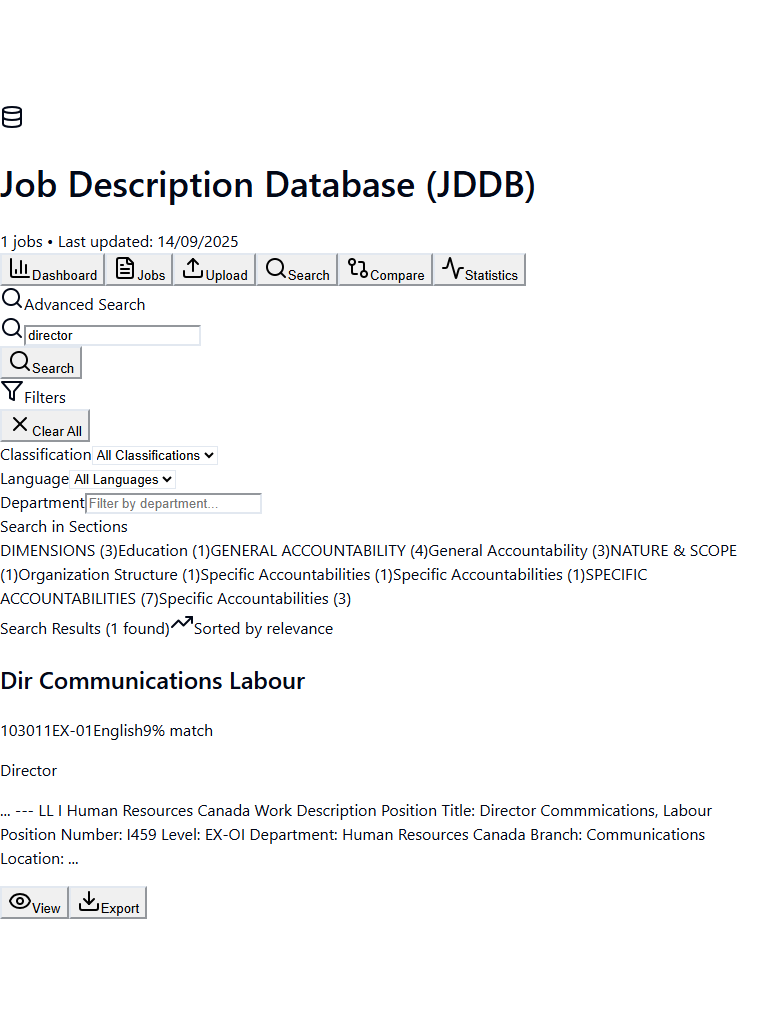 Job Description Database (JDDB)
1 jobs • Last updated: 14/09/2025
Dashboard Jobs Upload Search Compare Statistics
Advanced Search
director
Search
Filters
Clear All
Classification All Classifications
Language All Languages
Department Filter by department...
Search in Sections
DIMENSIONS (3)Education (1)GENERAL ACCOUNTABILITY (4)General Accountability (3)NATURE & SCOPE
(1)Organization Structure (1)Specific Accountabilities (1)Specific Accountabilities (1)SPECIFIC
ACCOUNTABILITIES (7)Specific Accountabilities (3)
Search Results (1 found) Sorted by relevance
Dir Communications Labour
103011EX-01English9% match
Director
... --- LL I Human Resources Canada Work Description Position Title: Director Commmications, Labour
Position Number: I459 Level: EX-OI Department: Human Resources Canada Branch: Communications
Location: ...
View Export